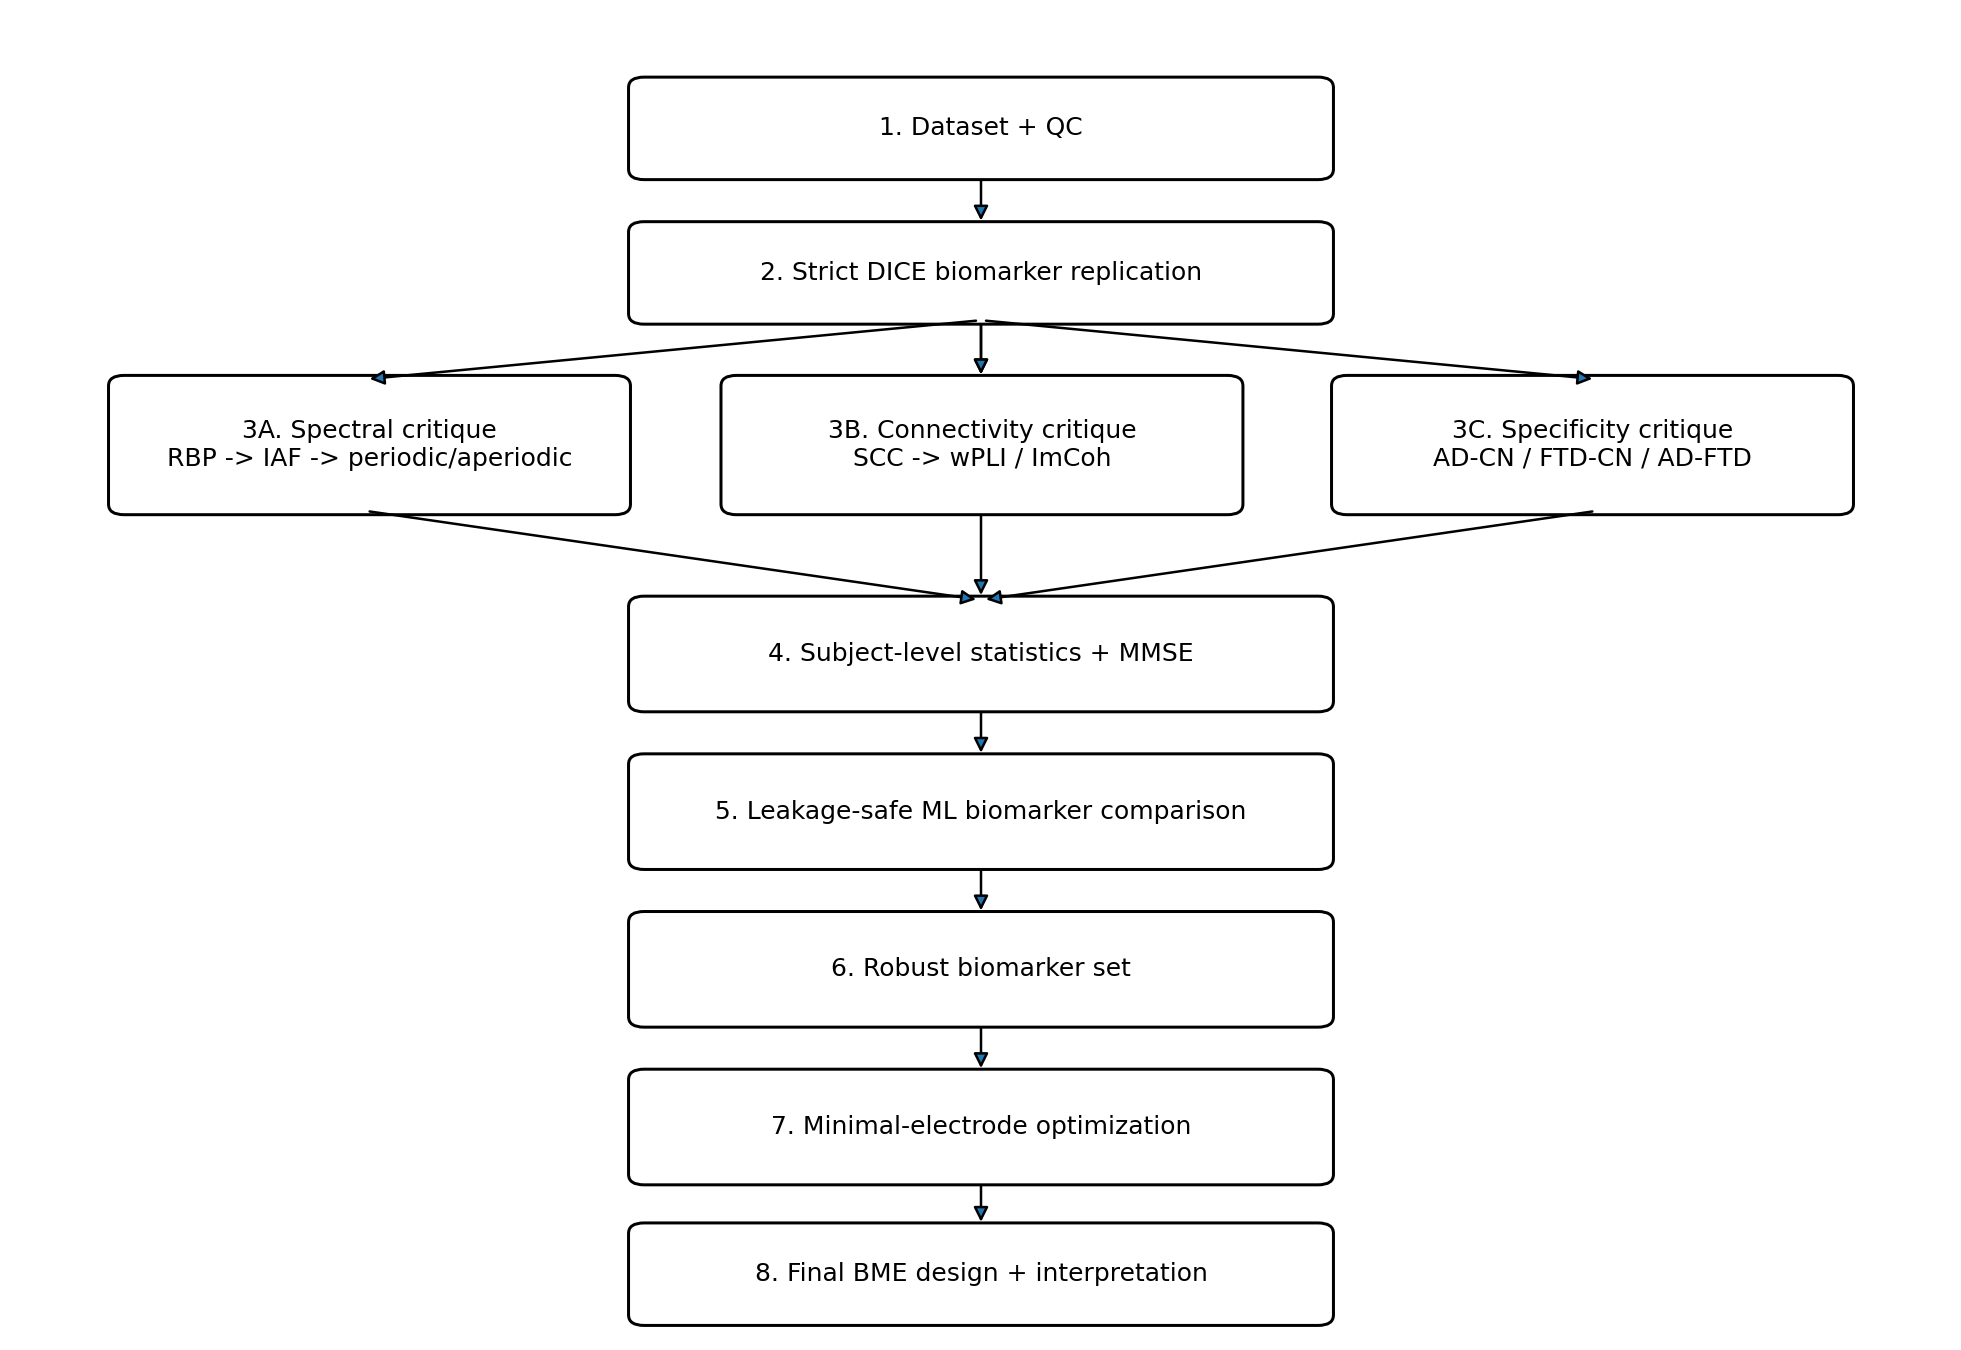 1. Dataset + QC
2. Strict DICE biomarker replication
3A. Spectral critique
RBP -> IAF -> periodic/aperiodic
3B. Connectivity critique
SCC -> wPLI / ImCoh
3C. Specificity critique
AD-CN / FTD-CN / AD-FTD
4. Subject-level statistics + MMSE
5. Leakage-safe ML biomarker comparison
6. Robust biomarker set
7. Minimal-electrode optimization
8. Final BME design + interpretation